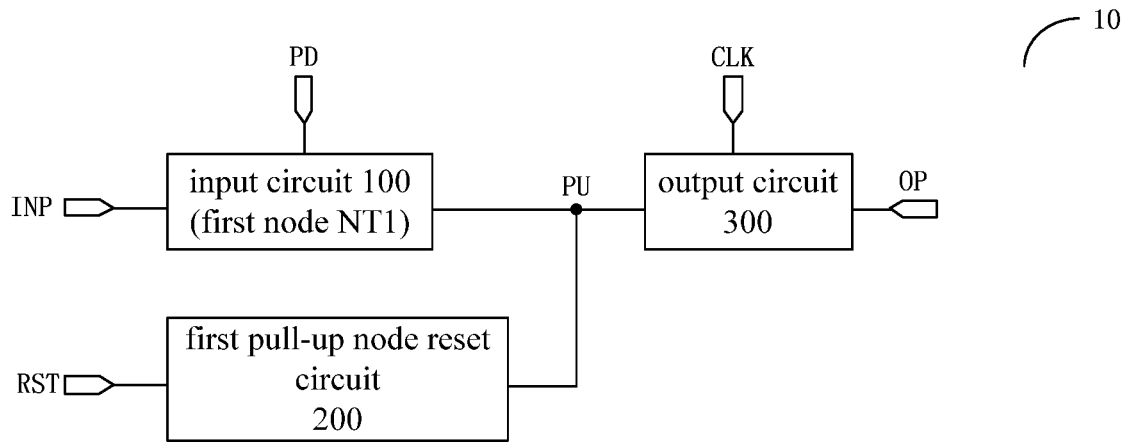 10
PD
CLK
INP
input circuit 100
(first node NT1)
PU
output circuit
300
OP
RST
first pull-up node reset
circuit
200